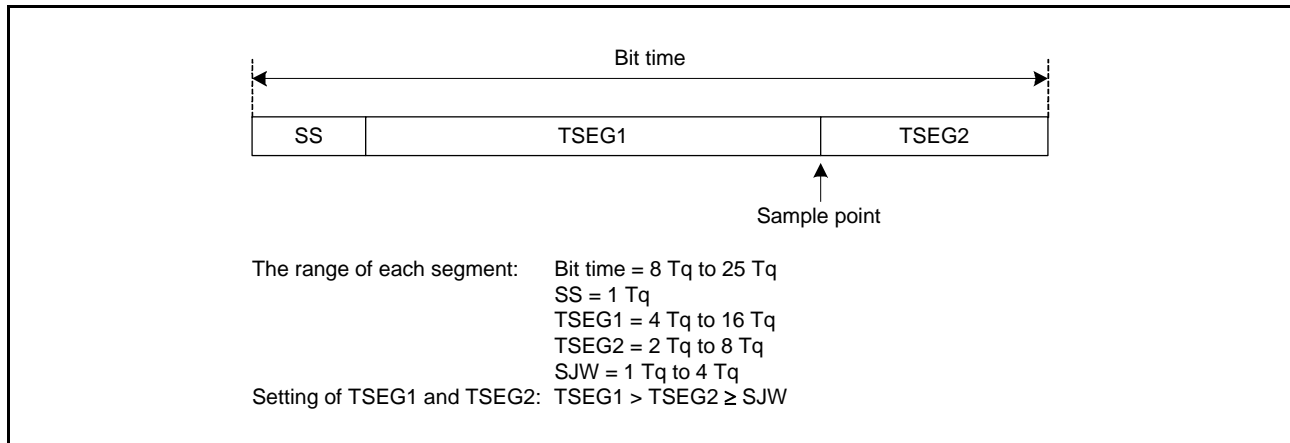 Bit time
SS TSEG1 TSEG2
Sample point
The range of each segment: Bit time = 8 Tq to 25 Tq
SS = 1 Tq
TSEG1 = 4 Tq to 16 Tq
TSEG2 = 2 Tq to 8 Tq
SJW = 1 Tq to 4 Tq
Setting of TSEG1 and TSEG2: TSEG1 > TSEG2 ≥ SJW